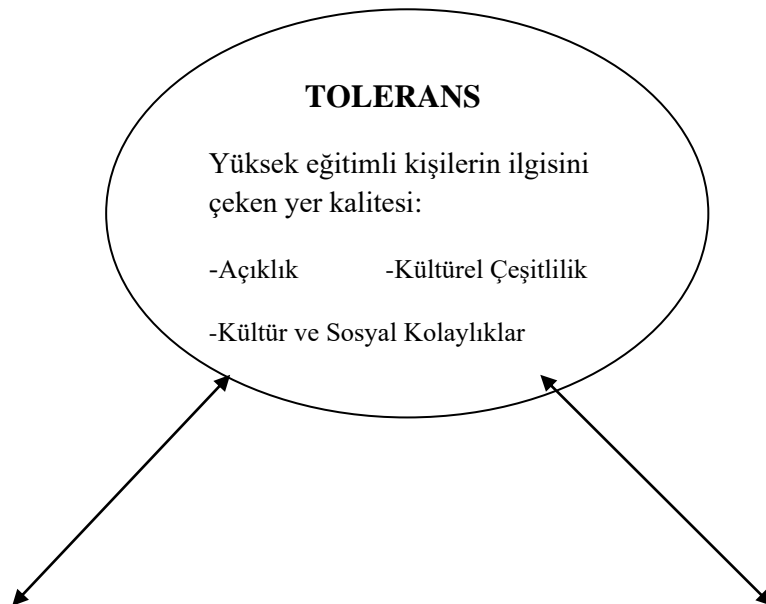 TOLERANS
Yüksek eğitimli kişilerin ilgisini
çeken yer kalitesi:
-Açıklık -Kültürel Çeşitlilik
-Kültür ve Sosyal Kolaylıklar